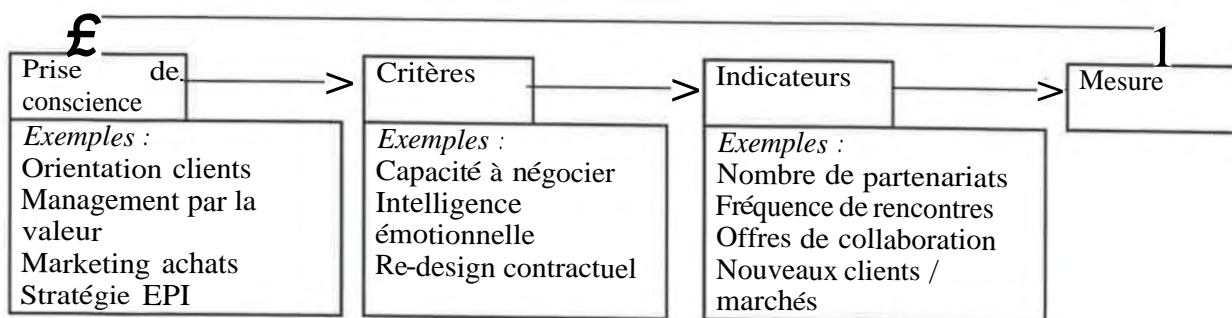 £
1
Prise de
conscience
>
Critères
>
Indicateurs
>
Mesure
Exemples :
Orientation clients
Management par la
valeur
Marketing achats
Stratégie EPI
Exemples :
Capacité à négocier
Intelligence
émotionnelle
Re-design contractuel
Exemples :
Nombre de partenariats
Fréquence de rencontres
Offres de collaboration
Nouveaux clients /
marchés